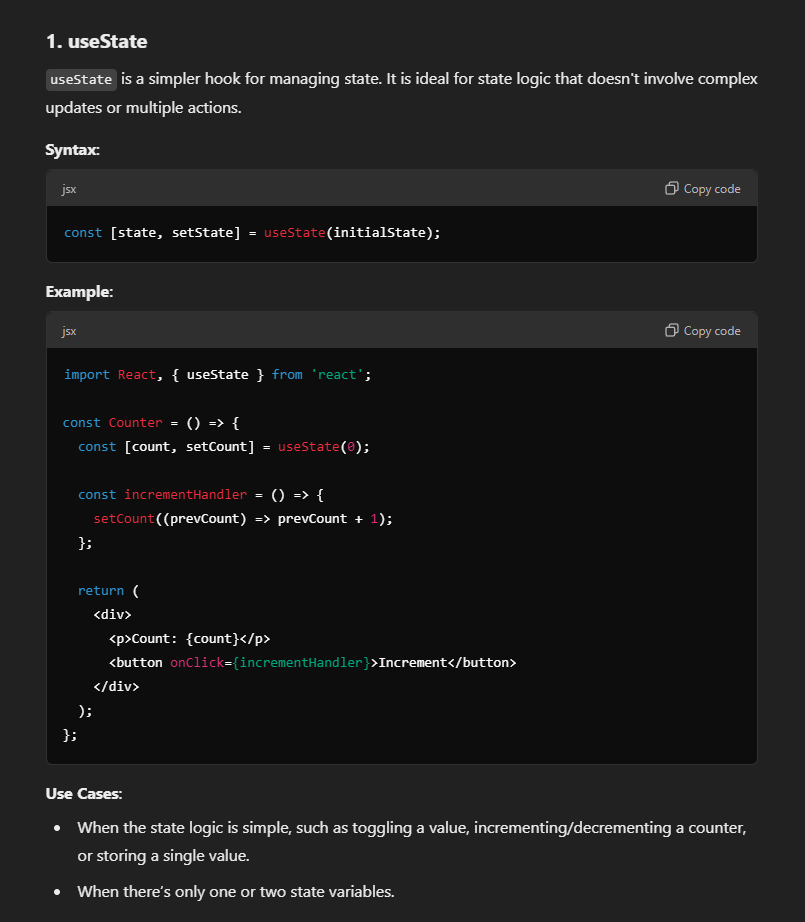 1. useState
useState is a simpler hook for managing state. It is ideal for state logic that doesn't involve complex
updates or multiple actions.
Syntax:
jsx Copy code
const [state, setState] = useState(initialState);
Example:
jsx Copy code
import React, { useState } from 'react';
const Counter = () => {
const [count, setCount] = useState(0);
const incrementHandler = () => {
setCount((prevCount) => prevCount + 1);
};
return (
<div>
<p>Count: {count}</p>
<button onClick={incrementHandler}>Increment</button>
</div>
);
};
Use Cases:
• When the state logic is simple, such as toggling a value, incrementing/decrementing a counter,
or storing a single value.
• When there’s only one or two state variables.